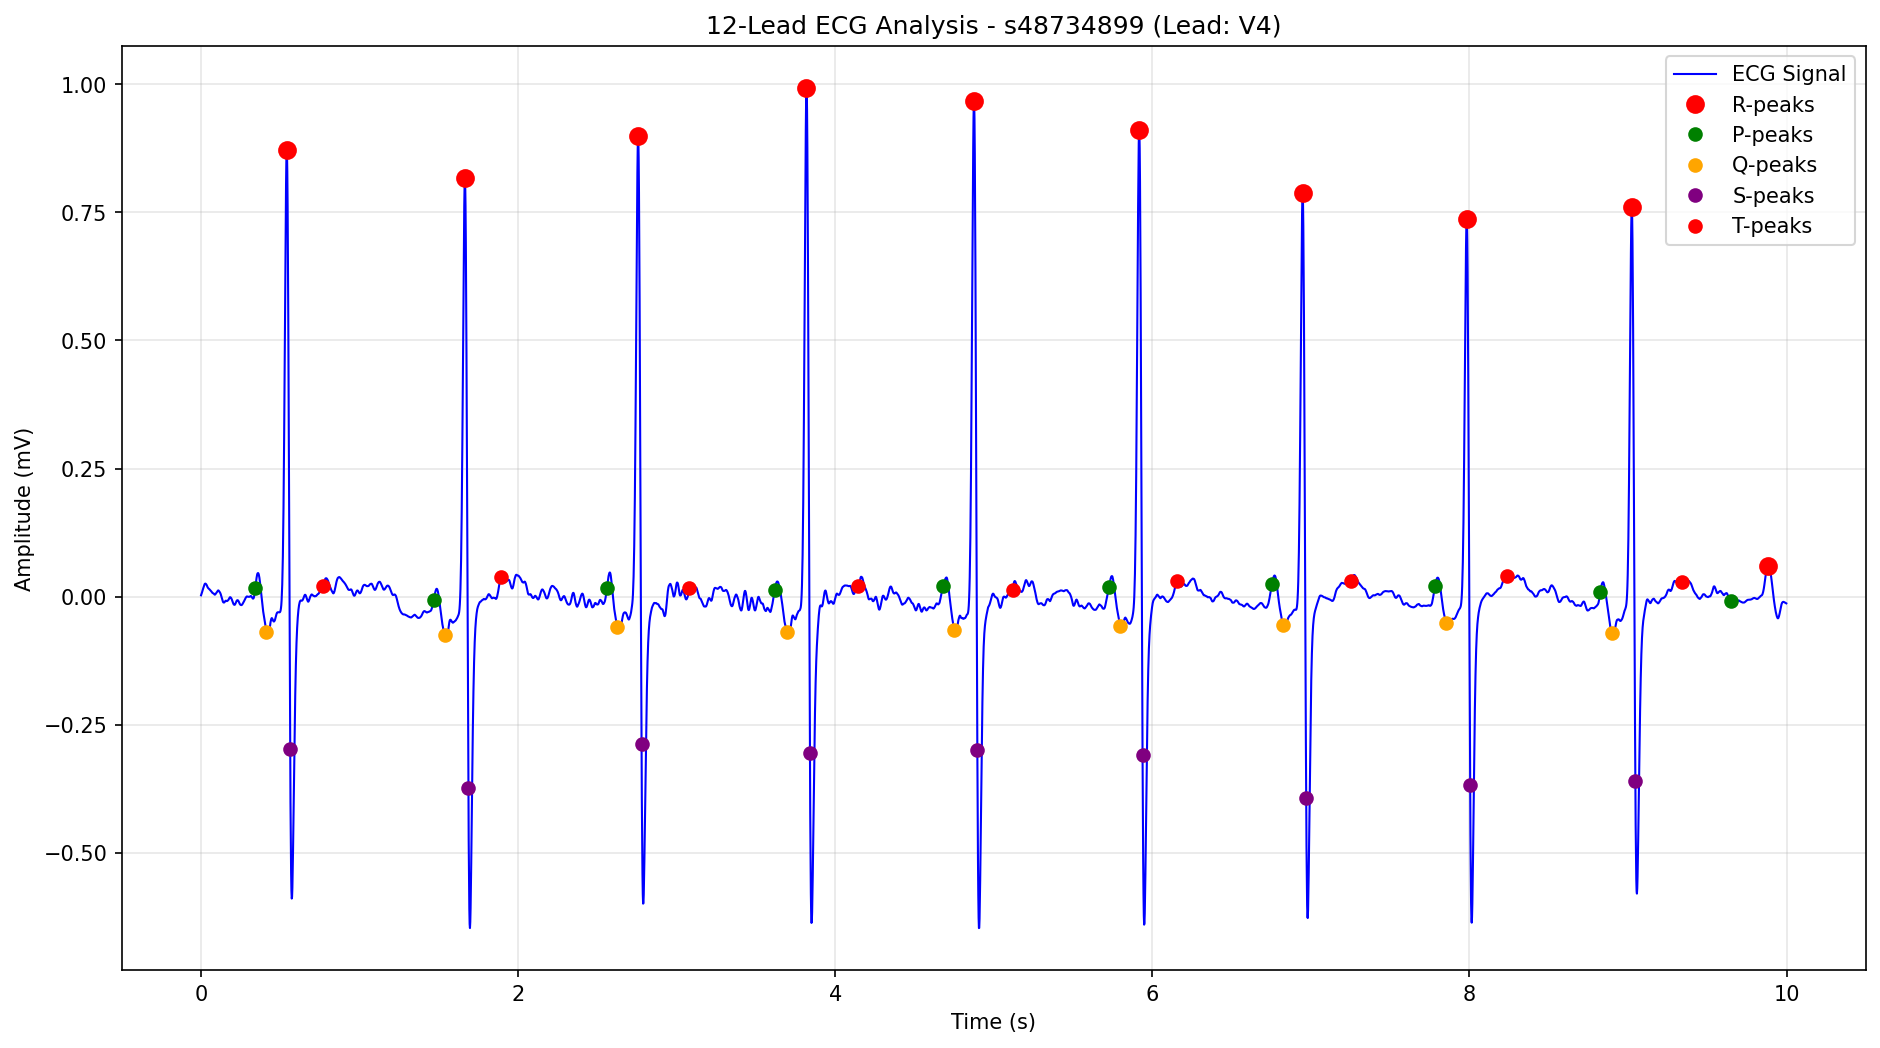 12-Lead ECG Analysis - s48734899 (Lead: V4)
ECG Signal
R-peaks
P-peaks
Q-peaks
S-peaks
T-peaks
Amplitude (mV)
1.00
0.75
0.50
0.25
0.00
−0.25
−0.50
0 2 4 6 8 10
Time (s)